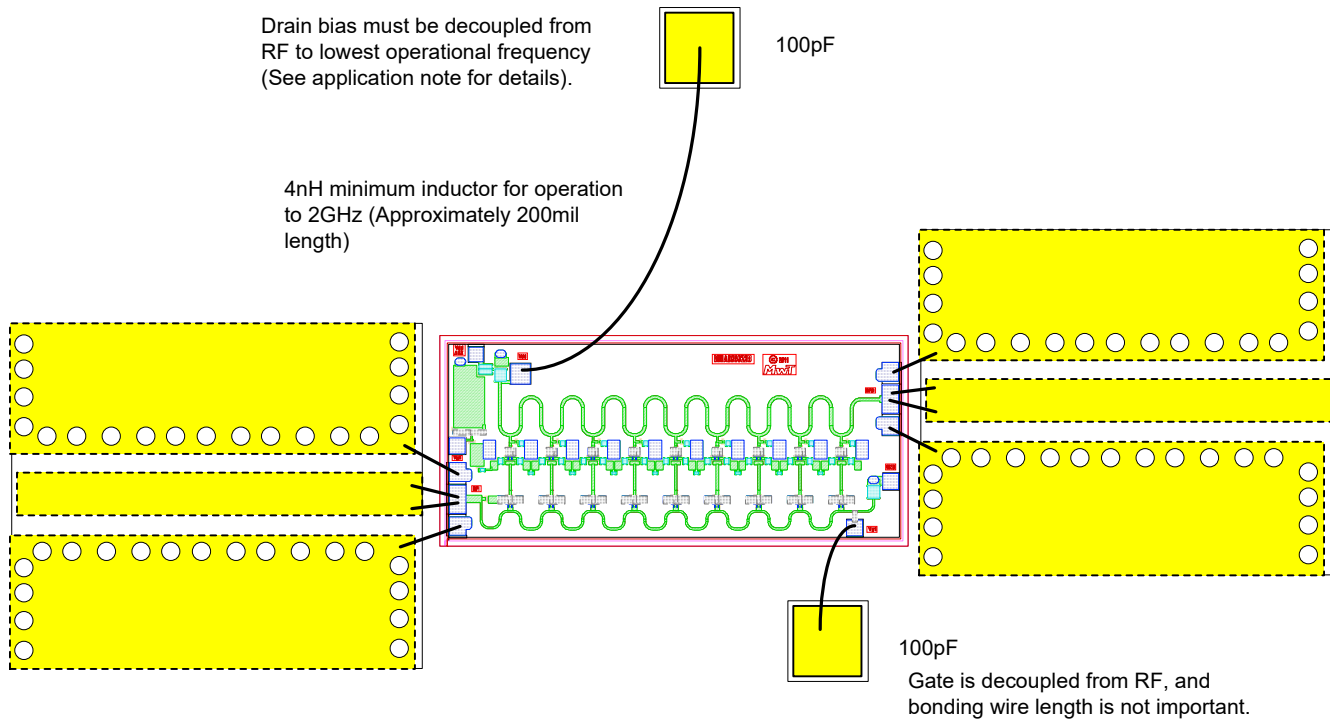 Drain bias must be decoupled from
RF to lowest operational frequency
(See application note for details).
100pF
4nH minimum inductor for operation
to 2GHz (Approximately 200mil
length)
MwT
100pF
Gate is decoupled from RF, and
bonding wire length is not important.